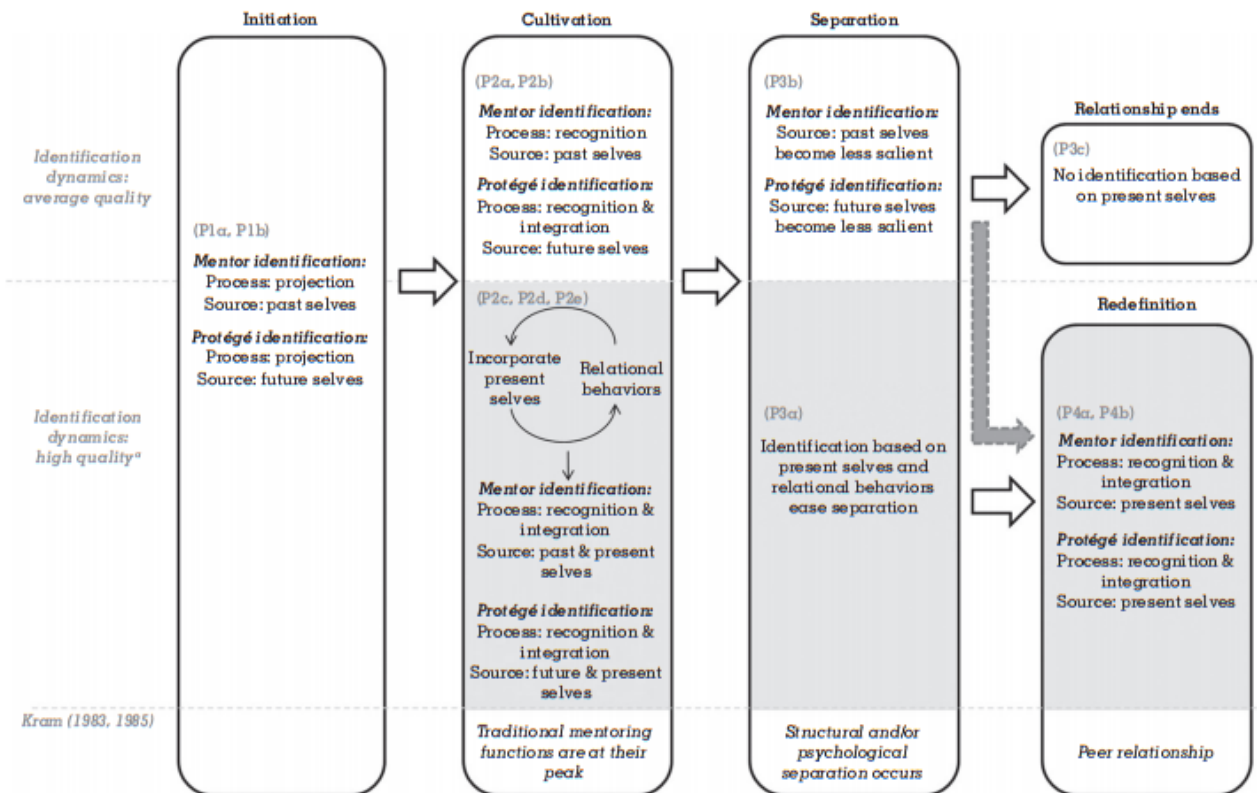 Initiation
Cultivation
Separation
Relationship ends
Redefinition
Identification
dynamics:
average quality
Identification
dynamics:
high qualityᵃ
Kram (1983, 1985)
(P1a, P1b)
Mentor identification:
Process: projection
Source: past selves
Protégé identification:
Process: projection
Source: future selves
(P2a, P2b)
Mentor identification:
Process: recognition
Source: past selves
Protégé identification:
Process: recognition &
integration
Source: future selves
(P2c, P2d, P2e)
Incorporate
present
selves
Relational
behaviors
Mentor identification:
Process: recognition &
integration
Source: past & present
selves
Protégé identification:
Process: recognition &
integration
Source: future & present
selves
Traditional mentoring
functions are at their
peak
(P3b)
Mentor identification:
Source: past selves
become less salient
Protégé identification:
Source: future selves
become less salient
(P3a)
Identification based on
present selves and
relational behaviors
ease separation
Structural and/or
psychological
separation occurs
(P3c)
No identification based
on present selves
(P4a, P4b)
Mentor identification:
Process: recognition &
integration
Source: present selves
Protégé identification:
Process: recognition &
integration
Source: present selves
Peer relationship